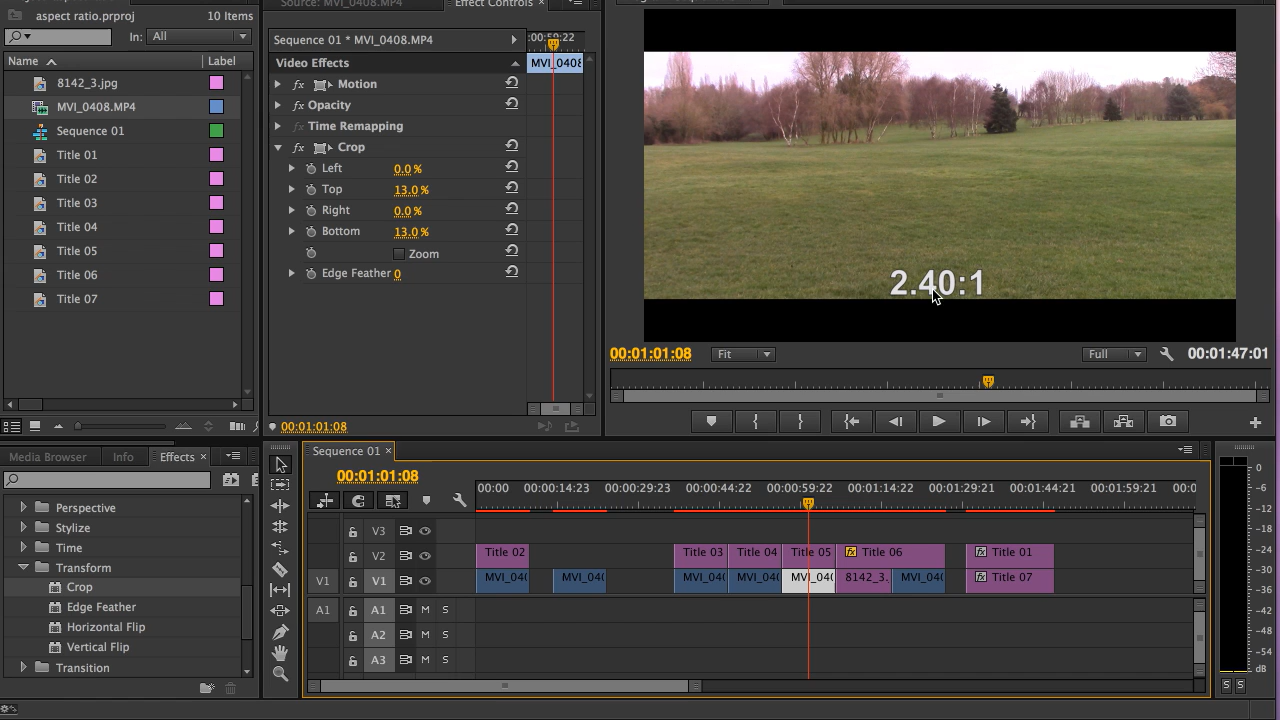 Source: MVI_0408.MP4
Effect Controls
aspect ratio.prproj
10 Items
In: All
Name
Label
8142_3.jpg
MVI_0408.MP4
Sequence 01
Title 01
Title 02
Title 03
Title 04
Title 05
Title 06
Title 07
Sequence 01 * MVI_0408.MP4
:00:59:22
Video Effects
MVI_0408
fx Motion
fx Opacity
fx Time Remapping
fx Crop
Left 0.0 %
Top 13.0 %
Right 0.0 %
Bottom 13.0 %
Zoom
Edge Feather 0
00:01:01:08
2.40:1
00:01:01:08
Fit
Full
00:01:47:01
Media Browser
Info
Effects
Perspective
Stylize
Time
Transform
Crop
Edge Feather
Horizontal Flip
Vertical Flip
Transition
Sequence 01
00:01:01:08
00:00 00:00:14:23 00:00:29:23 00:00:44:22 00:00:59:22 00:01:14:22 00:01:29:21 00:01:44:21 00:01:59:21 00:0
V3
V2 Title 02 Title 03 Title 04 Title 05 fx Title 06 fx Title 01
V1 V1 MVI_040 MVI_040 MVI_040 MVI_040 MVI_040 8142_3. MVI_040 fx Title 07
A1 A1 M S
A2 M S
A3 M S
0
-6
-12
-18
-24
-30
-36
-42
-48
-54
dB
S S